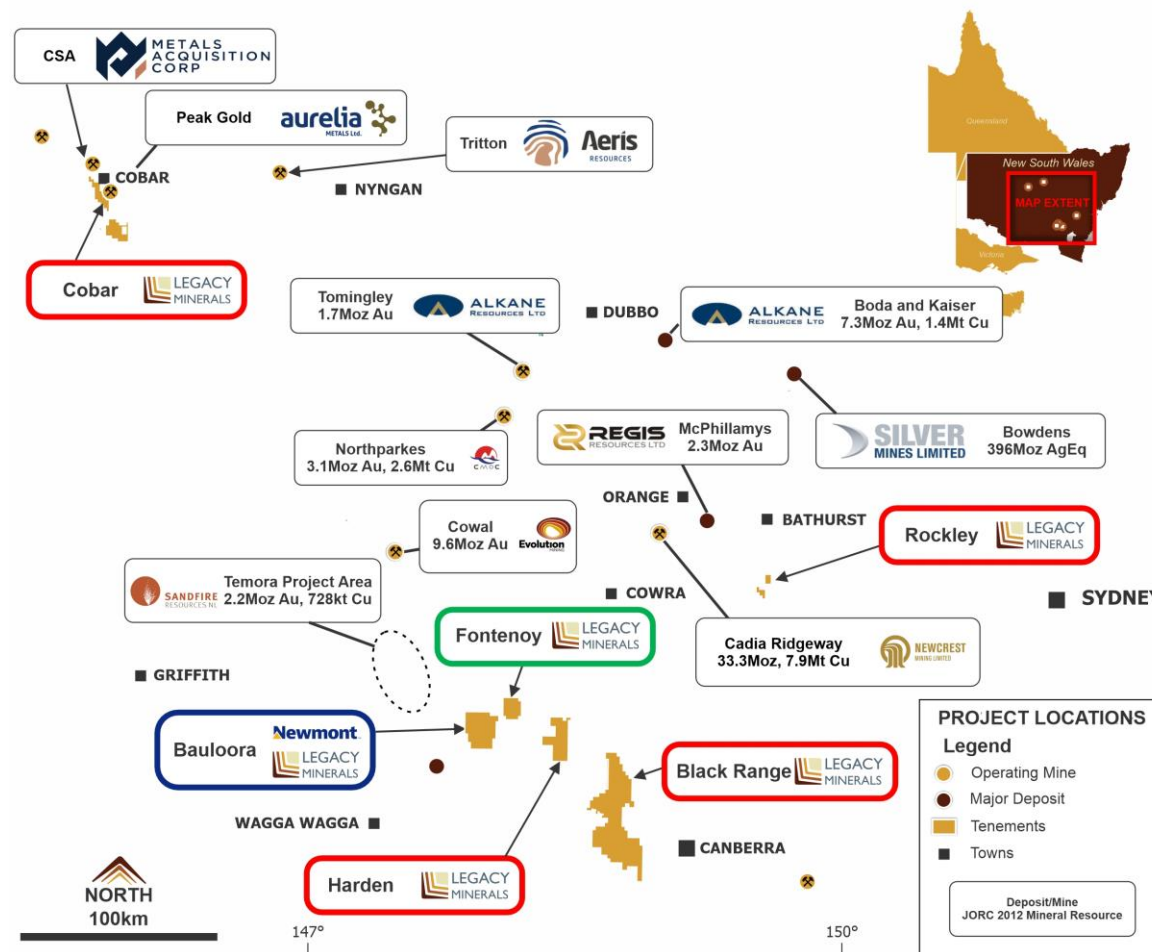 CSA
METALS
ACQUISITION
CORP
Peak Gold
aurelia
METALS Ltd.
Tritton
Aeris
RESOURCES
COBAR
NYNGAN
Queensland
New South Wales
MAP EXTENT
Victoria
Cobar
LEGACY
MINERALS
Tomingley
1.7Moz Au
ALKANE
RESOURCES LTD
DUBBO
ALKANE
RESOURCES LTD
Boda and Kaiser
7.3Moz Au, 1.4Mt Cu
Northparkes
3.1Moz Au, 2.6Mt Cu
CMOC
REGIS
RESOURCES LTD
McPhillamys
2.3Moz Au
SILVER
MINES LIMITED
Bowdens
396Moz AgEq
ORANGE
BATHURST
Rockley
LEGACY
MINERALS
Cowal
9.6Moz Au
Evolution
MINING
SANDFIRE
RESOURCES NL
Temora Project Area
2.2Moz Au, 728kt Cu
COWRA
SYDNEY
Fontenoy
LEGACY
MINERALS
Cadia Ridgeway
33.3Moz, 7.9Mt Cu
NEWCREST
MINING LIMITED
GRIFFITH
Bauloora
Newmont
LEGACY
MINERALS
Black Range
LEGACY
MINERALS
WAGGA WAGGA
CANBERRA
Harden
LEGACY
MINERALS
NORTH
100km
147°
150°
PROJECT LOCATIONS
Legend
Operating Mine
Major Deposit
Tenements
Towns
Deposit/Mine
JORC 2012 Mineral Resource